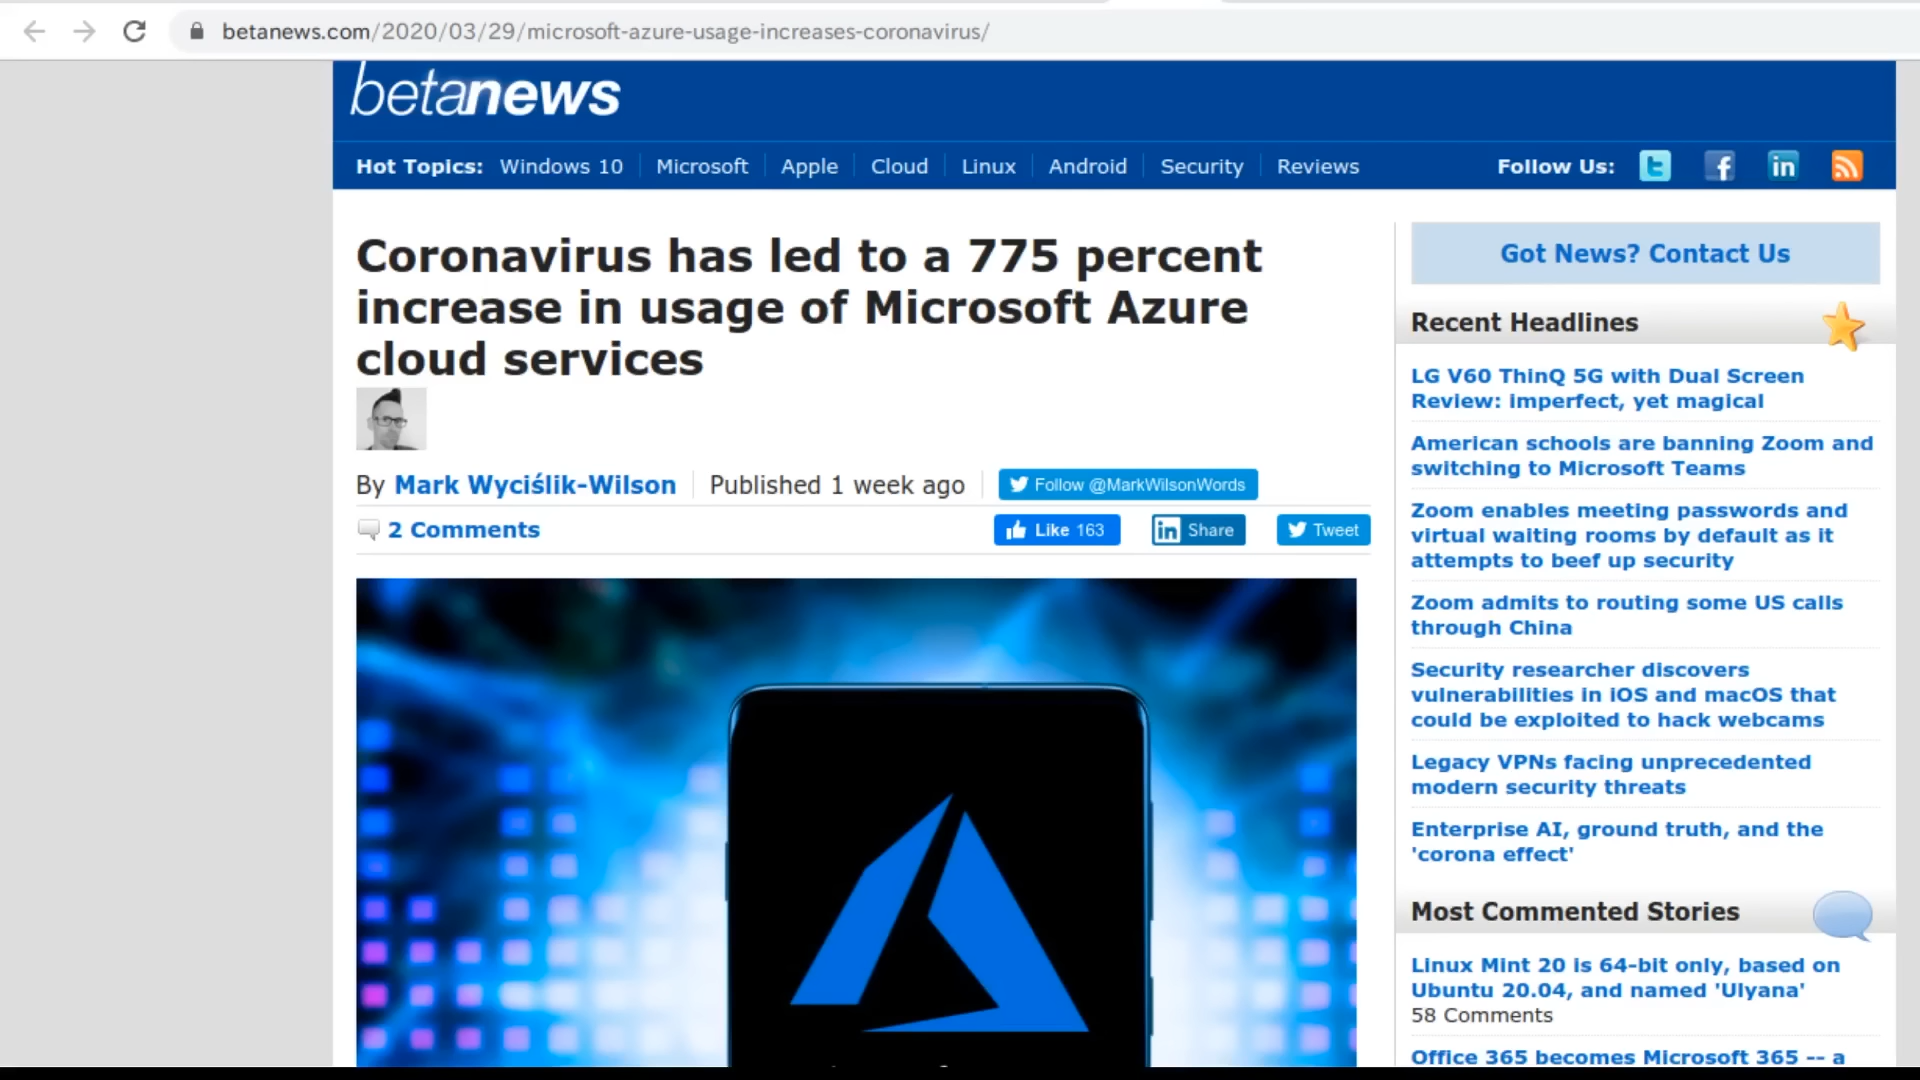 betanews.com/2020/03/29/microsoft-azure-usage-increases-coronavirus/
betanews
Hot Topics: Windows 10 Microsoft Apple Cloud Linux Android Security Reviews Follow Us:
Coronavirus has led to a 775 percent
increase in usage of Microsoft Azure
cloud services
By Mark Wyciślik-Wilson Published 1 week ago Follow @MarkWilsonWords
2 Comments Like 163 in Share Tweet
Got News? Contact Us
Recent Headlines
LG V60 ThinQ 5G with Dual Screen
Review: imperfect, yet magical
American schools are banning Zoom and
switching to Microsoft Teams
Zoom enables meeting passwords and
virtual waiting rooms by default as it
attempts to beef up security
Zoom admits to routing some US calls
through China
Security researcher discovers
vulnerabilities in iOS and macOS that
could be exploited to hack webcams
Legacy VPNs facing unprecedented
modern security threats
Enterprise AI, ground truth, and the
'corona effect'
Most Commented Stories
Linux Mint 20 is 64-bit only, based on
Ubuntu 20.04, and named 'Ulyana'
58 Comments
Office 365 becomes Microsoft 365 -- a